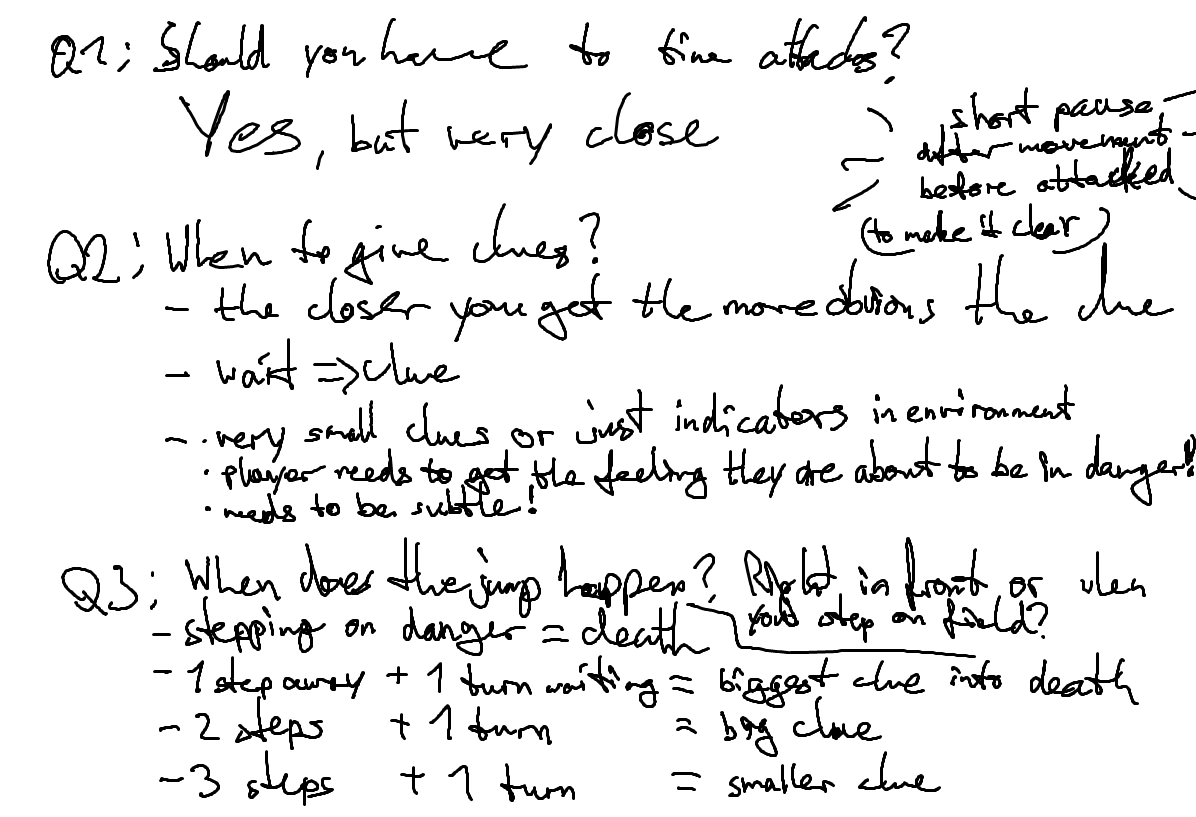 Q1: Should you have to time attacks?
Yes, but very close
short pause
after movement
before attacked
(to make it clear)
Q2: When to give clues?
- the closer you get the more obvious the clue
- wait => clue
- · very small clues or just indicators in environment
· player needs to get the feeling they are about to be in danger!
· needs to be subtle!
Q3: When does the jump happen? Right in front or when
you step on field?
- stepping on danger = death
- 1 step away + 1 turn waiting = biggest clue into death
- 2 steps + 1 turn = big clue
- 3 steps + 1 turn = smaller clue